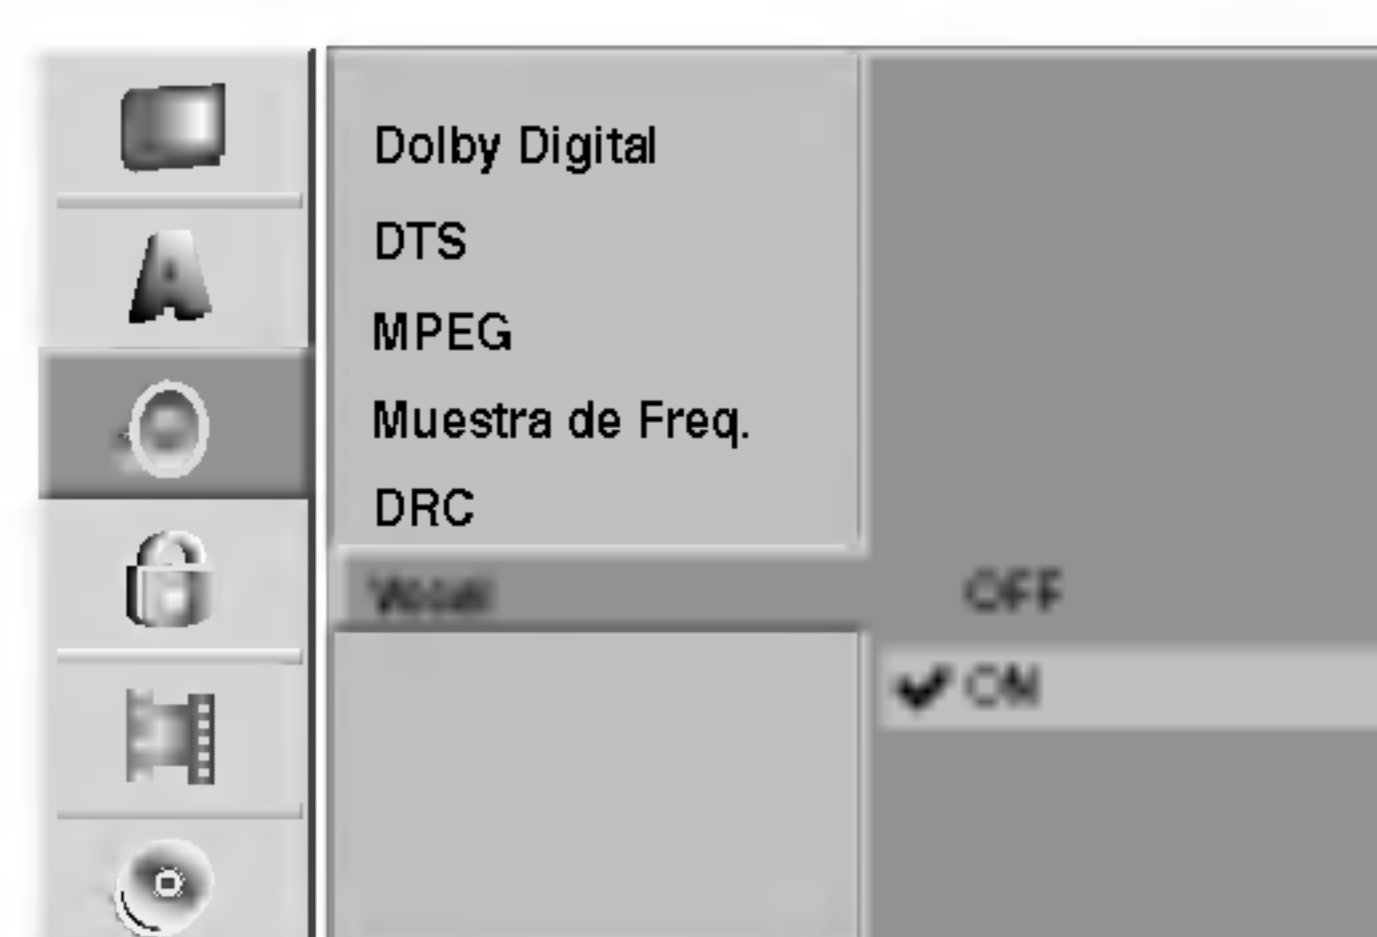 Dolby Digital
DTS
MPEG
Muestra de Freq.
DRC
Vocal
OFF
ON